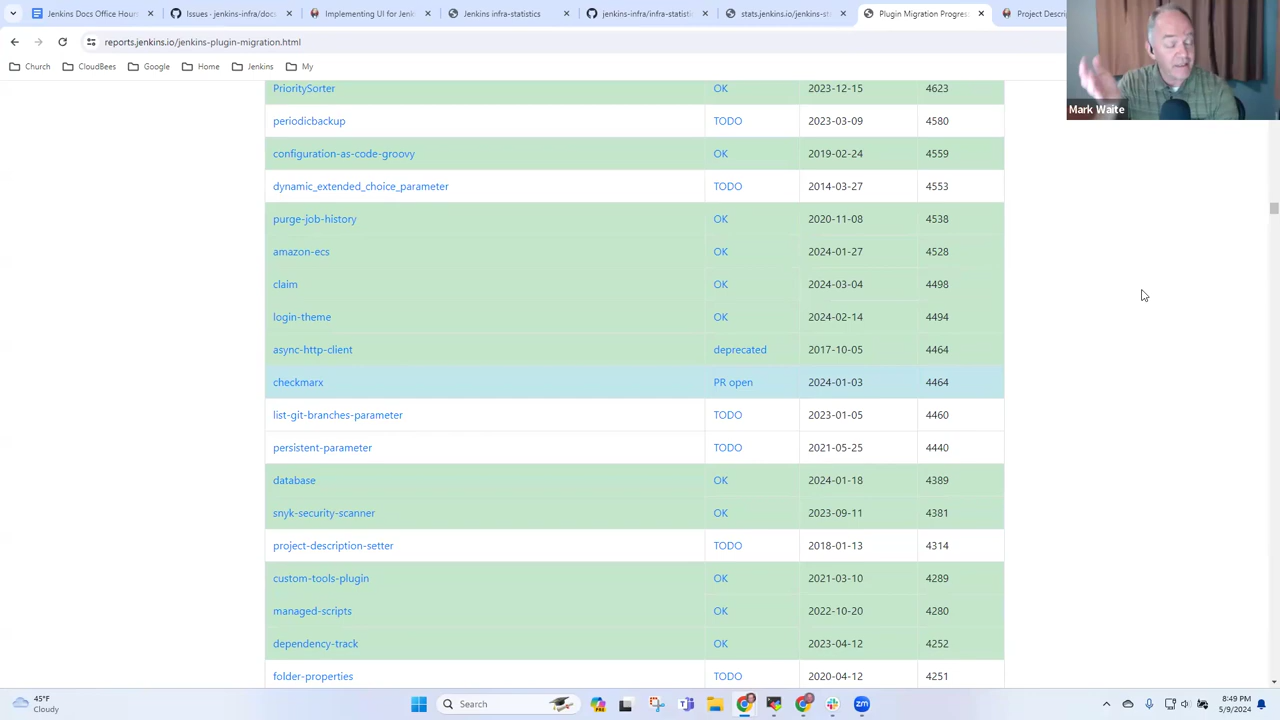 Jenkins Docs Office Hours
Issues · jenkins-infra/docs
Implementing UI for Jenk
Jenkins infra-statistics
jenkins-infra/infra-statisti
stats.jenkins.io/jenkins-st
Plugin Migration Progres
Project Descri
reports.jenkins.io/jenkins-plugin-migration.html
Church CloudBees Google Home Jenkins My
Mark Waite
PrioritySorter OK 2023-12-15 4623
periodicbackup TODO 2023-03-09 4580
configuration-as-code-groovy OK 2019-02-24 4559
dynamic_extended_choice_parameter TODO 2014-03-27 4553
purge-job-history OK 2020-11-08 4538
amazon-ecs OK 2024-01-27 4528
claim OK 2024-03-04 4498
login-theme OK 2024-02-14 4494
async-http-client deprecated 2017-10-05 4464
checkmarx PR open 2024-01-03 4464
list-git-branches-parameter TODO 2023-01-05 4460
persistent-parameter TODO 2021-05-25 4440
database OK 2024-01-18 4389
snyk-security-scanner OK 2023-09-11 4381
project-description-setter TODO 2018-01-13 4314
custom-tools-plugin OK 2021-03-10 4289
managed-scripts OK 2022-10-20 4280
dependency-track OK 2023-04-12 4252
folder-properties TODO 2020-04-12 4251
45°F
Cloudy
Search
8:49 PM
5/9/2024